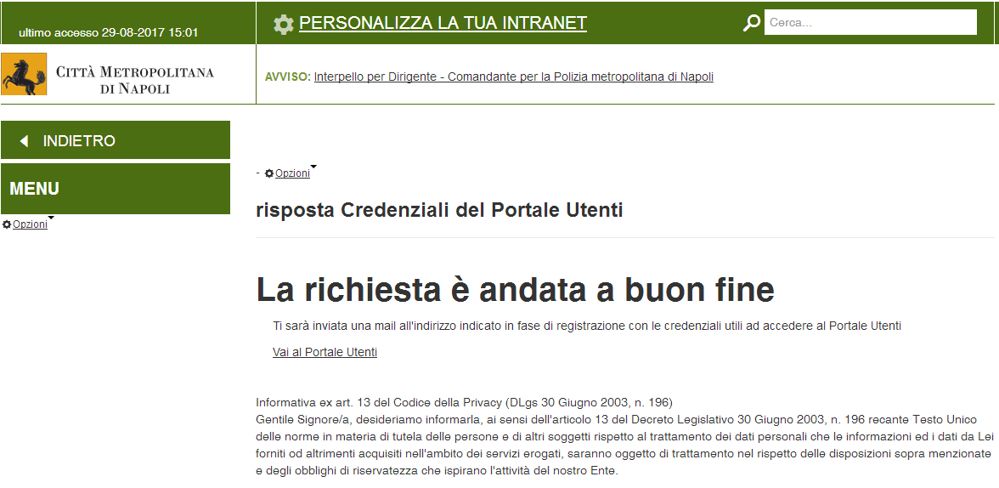 ultimo accesso 29-08-2017 15:01
PERSONALIZZA LA TUA INTRANET
Cerca...
CITTÀ METROPOLITANA
DI NAPOLI
AVVISO: Interpello per Dirigente - Comandante per la Polizia metropolitana di Napoli
INDIETRO
MENU
Opzioni
- Opzioni
risposta Credenziali del Portale Utenti
La richiesta è andata a buon fine
Ti sarà inviata una mail all'indirizzo indicato in fase di registrazione con le credenziali utili ad accedere al Portale Utenti
Vai al Portale Utenti
Informativa ex art. 13 del Codice della Privacy (DLgs 30 Giugno 2003, n. 196)
Gentile Signore/a, desideriamo informarla, ai sensi dell'articolo 13 del Decreto Legislativo 30 Giugno 2003, n. 196 recante Testo Unico
delle norme in materia di tutela delle persone e di altri soggetti rispetto al trattamento dei dati personali che le informazioni ed i dati da Lei
forniti od altrimenti acquisiti nell'ambito dei servizi erogati, saranno oggetto di trattamento nel rispetto delle disposizioni sopra menzionate
e degli obblighi di riservatezza che ispirano l'attività del nostro Ente.